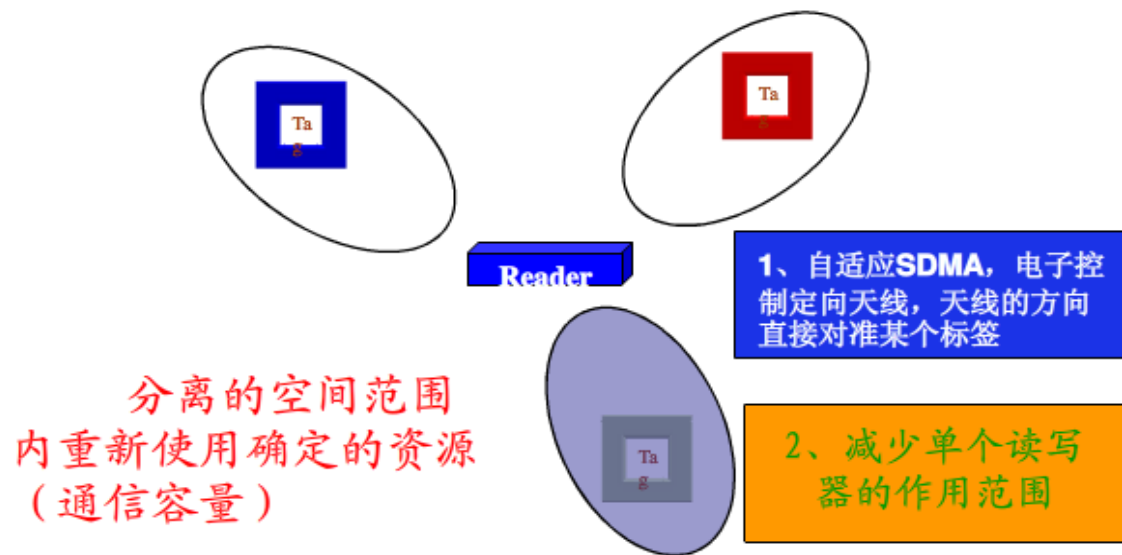 Ta
g
Ta
g
Reader
1、自适应SDMA，电子控
制定向天线，天线的方向
直接对准某个标签
分离的空间范围
内重新使用确定的资源
（通信容量）
Ta
g
2、减少单个读写
器的作用范围